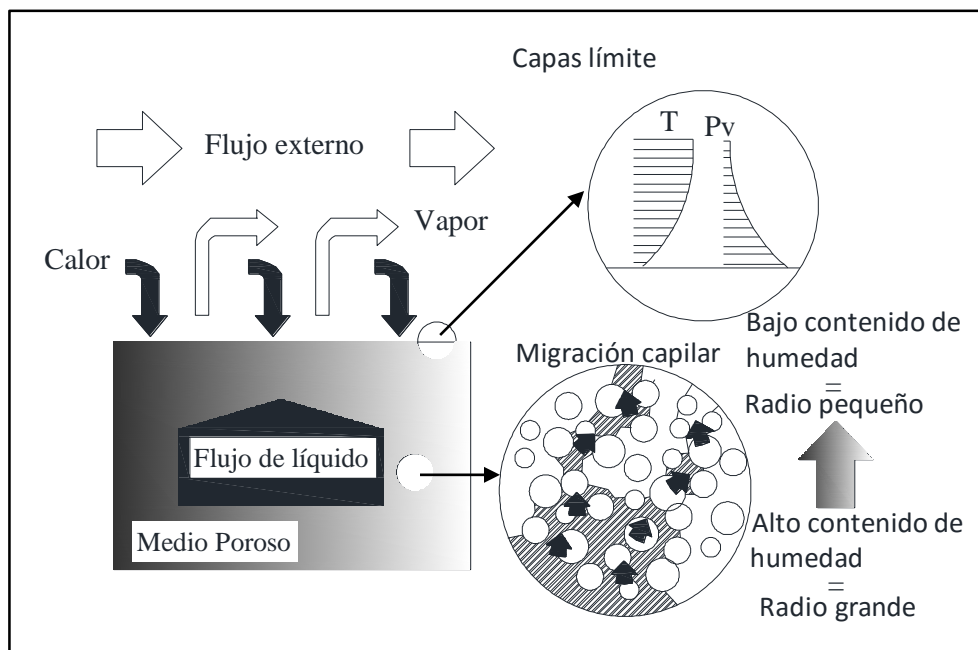 Capas límite
T Pv
Flujo externo
Vapor
Calor
Bajo contenido de
humedad
=
Radio pequeño
Migración capilar
Flujo de líquido
Medio Poroso
Alto contenido de
humedad
=
Radio grande